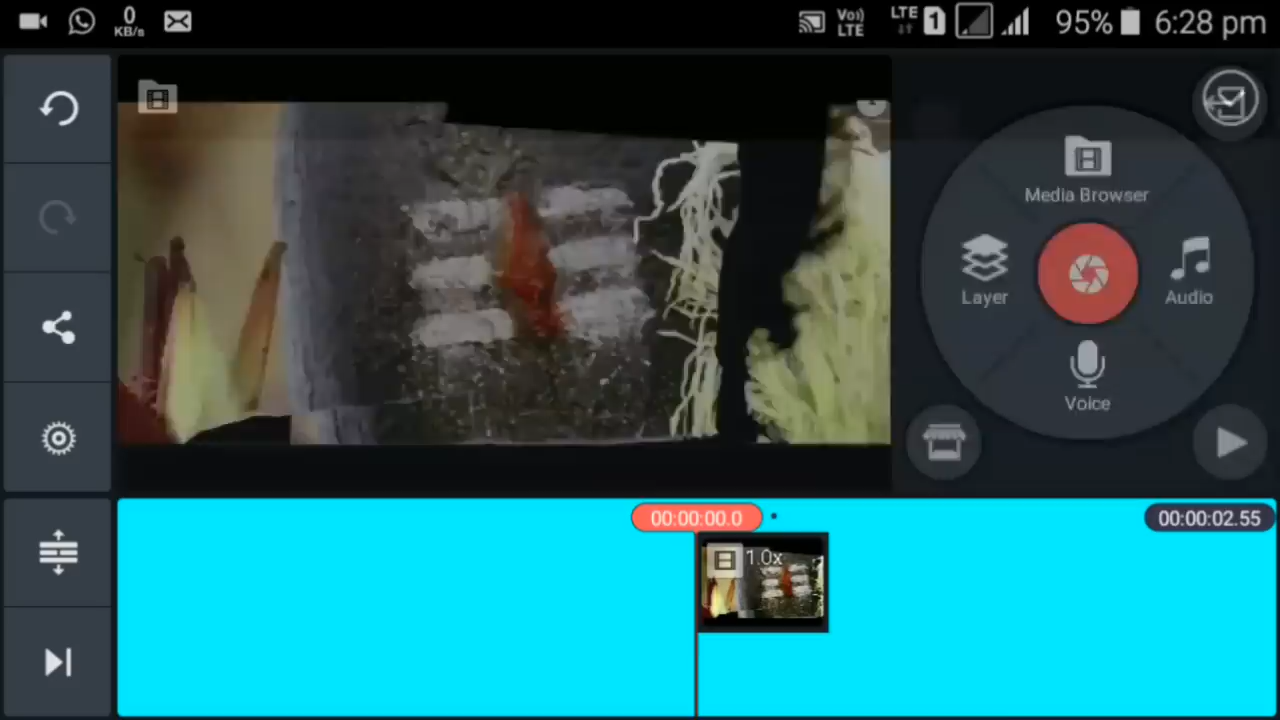 0
KB/s
Vo))
LTE
LTE
1
95%
6:28 pm
Media Browser
Layer
Audio
Voice
00:00:00.0
00:00:02.55
1.0x